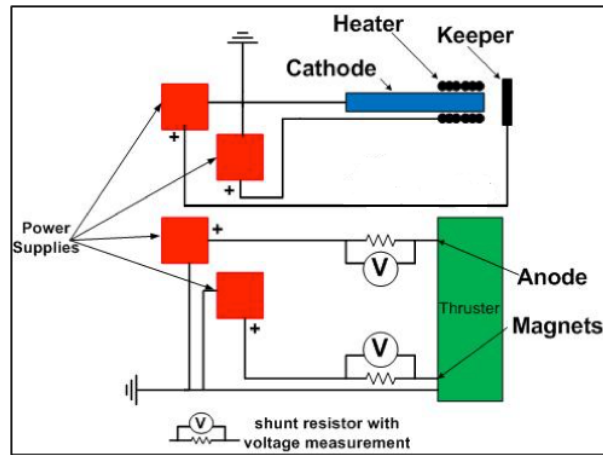 Heater
Keeper
Cathode
+
+
Power
Supplies
+
V
Anode
Thruster
+
Magnets
V
V
shunt resistor with
voltage measurement